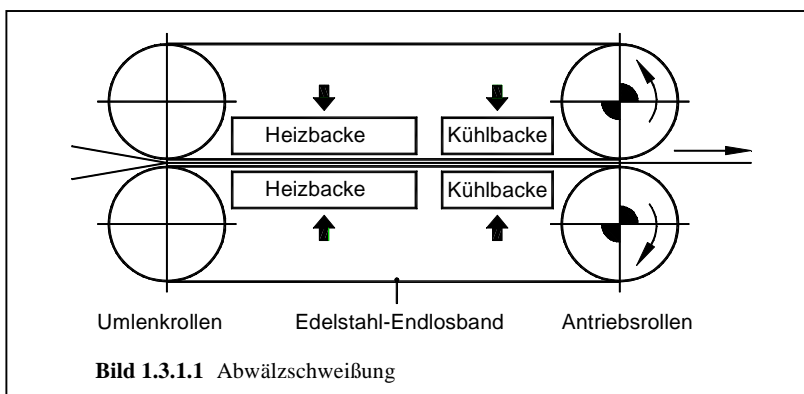 Heizbacke Kühlbacke
Heizbacke Kühlbacke
Umlenkrollen Edelstahl-Endlosband Antriebsrollen
Bild 1.3.1.1 Abwälzschweißung